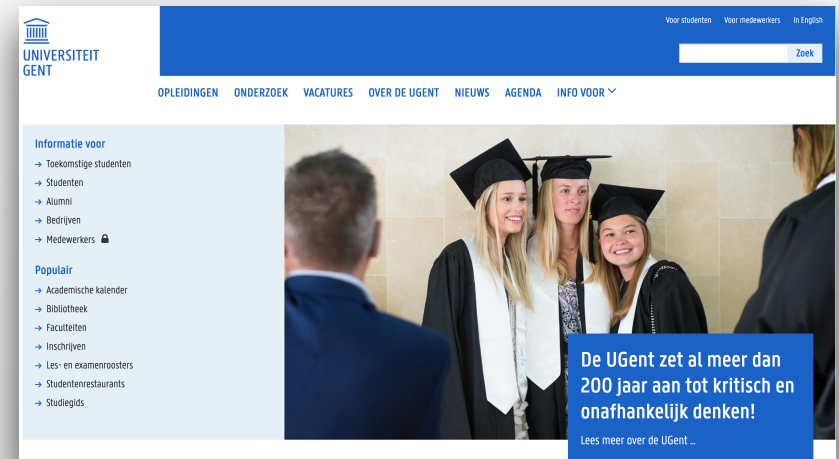 UNIVERSITEIT
GENT
Voor studenten Voor medewerkers In English
Zoek
OPLEIDINGEN ONDERZOEK VACATURES OVER DE UGENT NIEUWS AGENDA INFO VOOR
Informatie voor
→ Toekomstige studenten
→ Studenten
→ Alumni
→ Bedrijven
→ Medewerkers
Populair
→ Academische kalender
→ Bibliotheek
→ Faculteiten
→ Inschrijven
→ Les- en examenroosters
→ Studentenrestaurants
→ Studiegids
De UGent zet al meer dan
200 jaar aan tot kritisch en
onafhankelijk denken!
Lees meer over de UGent ...